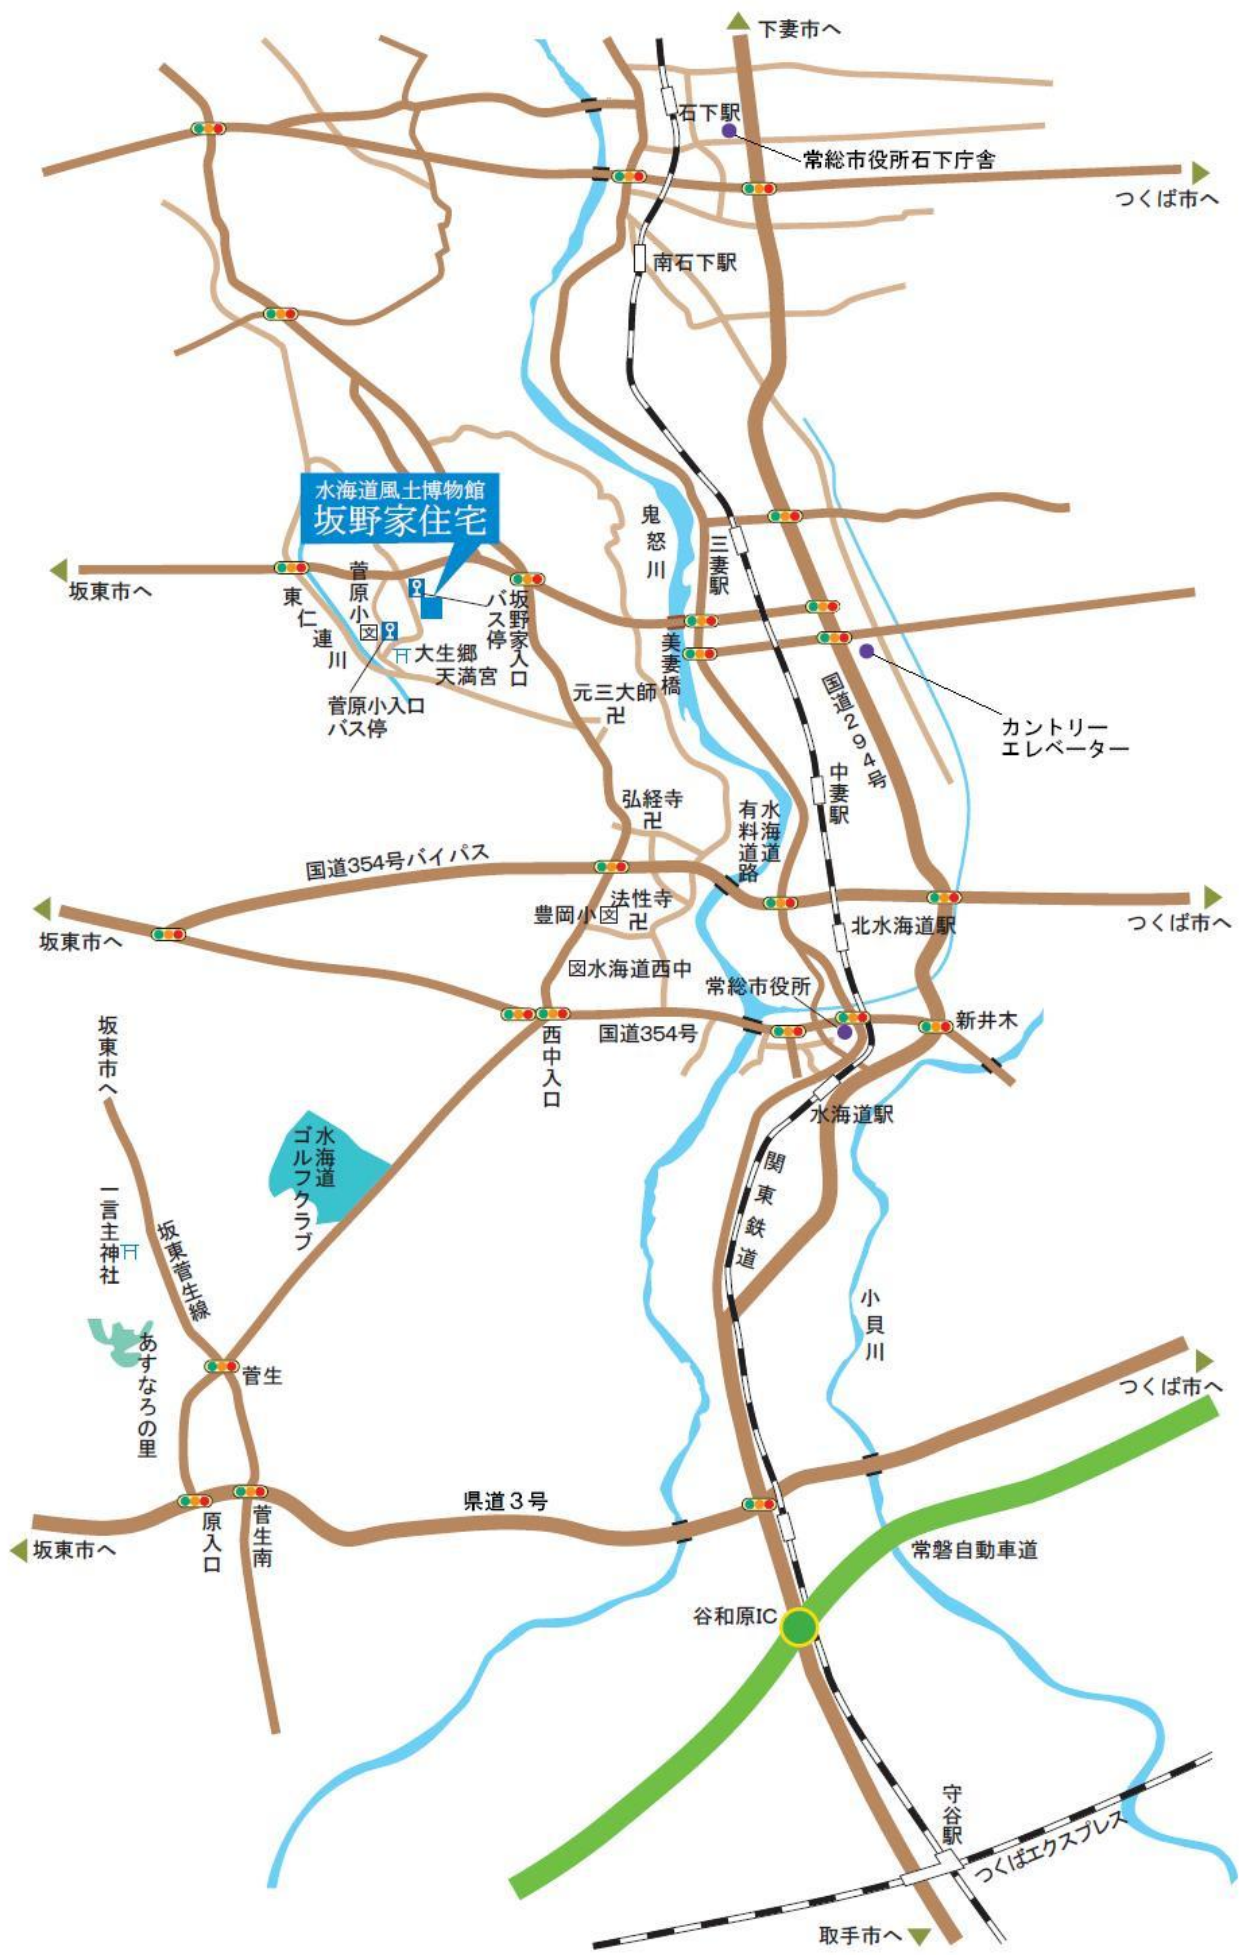 下妻市へ
石下駅
常総市役所石下庁舎
つくば市へ
南石下駅
水海道風土博物館
坂野家住宅
鬼怒川
三妻駅
坂東市へ
東仁連川
菅原小
バス停
坂野家入口
大生郷
天満宮
美妻橋
菅原小入口
バス停
元三大師
国道294号
カントリー
エレベーター
中妻駅
弘経寺
水海道
有料道路
国道354号バイパス
法性寺
豊岡小
坂東市へ
つくば市へ
北水海道駅
水海道西中
常総市役所
新井木
国道354号
西中入口
坂東市へ
水海道駅
水海道
ゴルフクラブ
関東鉄道
一言主神社
坂東菅生線
小貝川
あすなろの里
菅生
つくば市へ
県道3号
原入口
菅生南
坂東市へ
常磐自動車道
谷和原IC
守谷駅
つくばエクスプレス
取手市へ